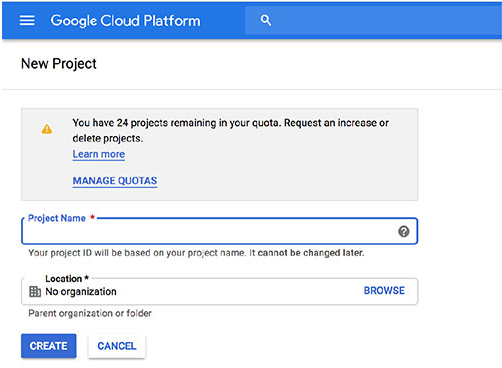 Google Cloud Platform
New Project
You have 24 projects remaining in your quota. Request an increase or
delete projects.
Learn more
MANAGE QUOTAS
Project Name *
Your project ID will be based on your project name. It cannot be changed later.
Location *
No organization BROWSE
Parent organization or folder
CREATE CANCEL